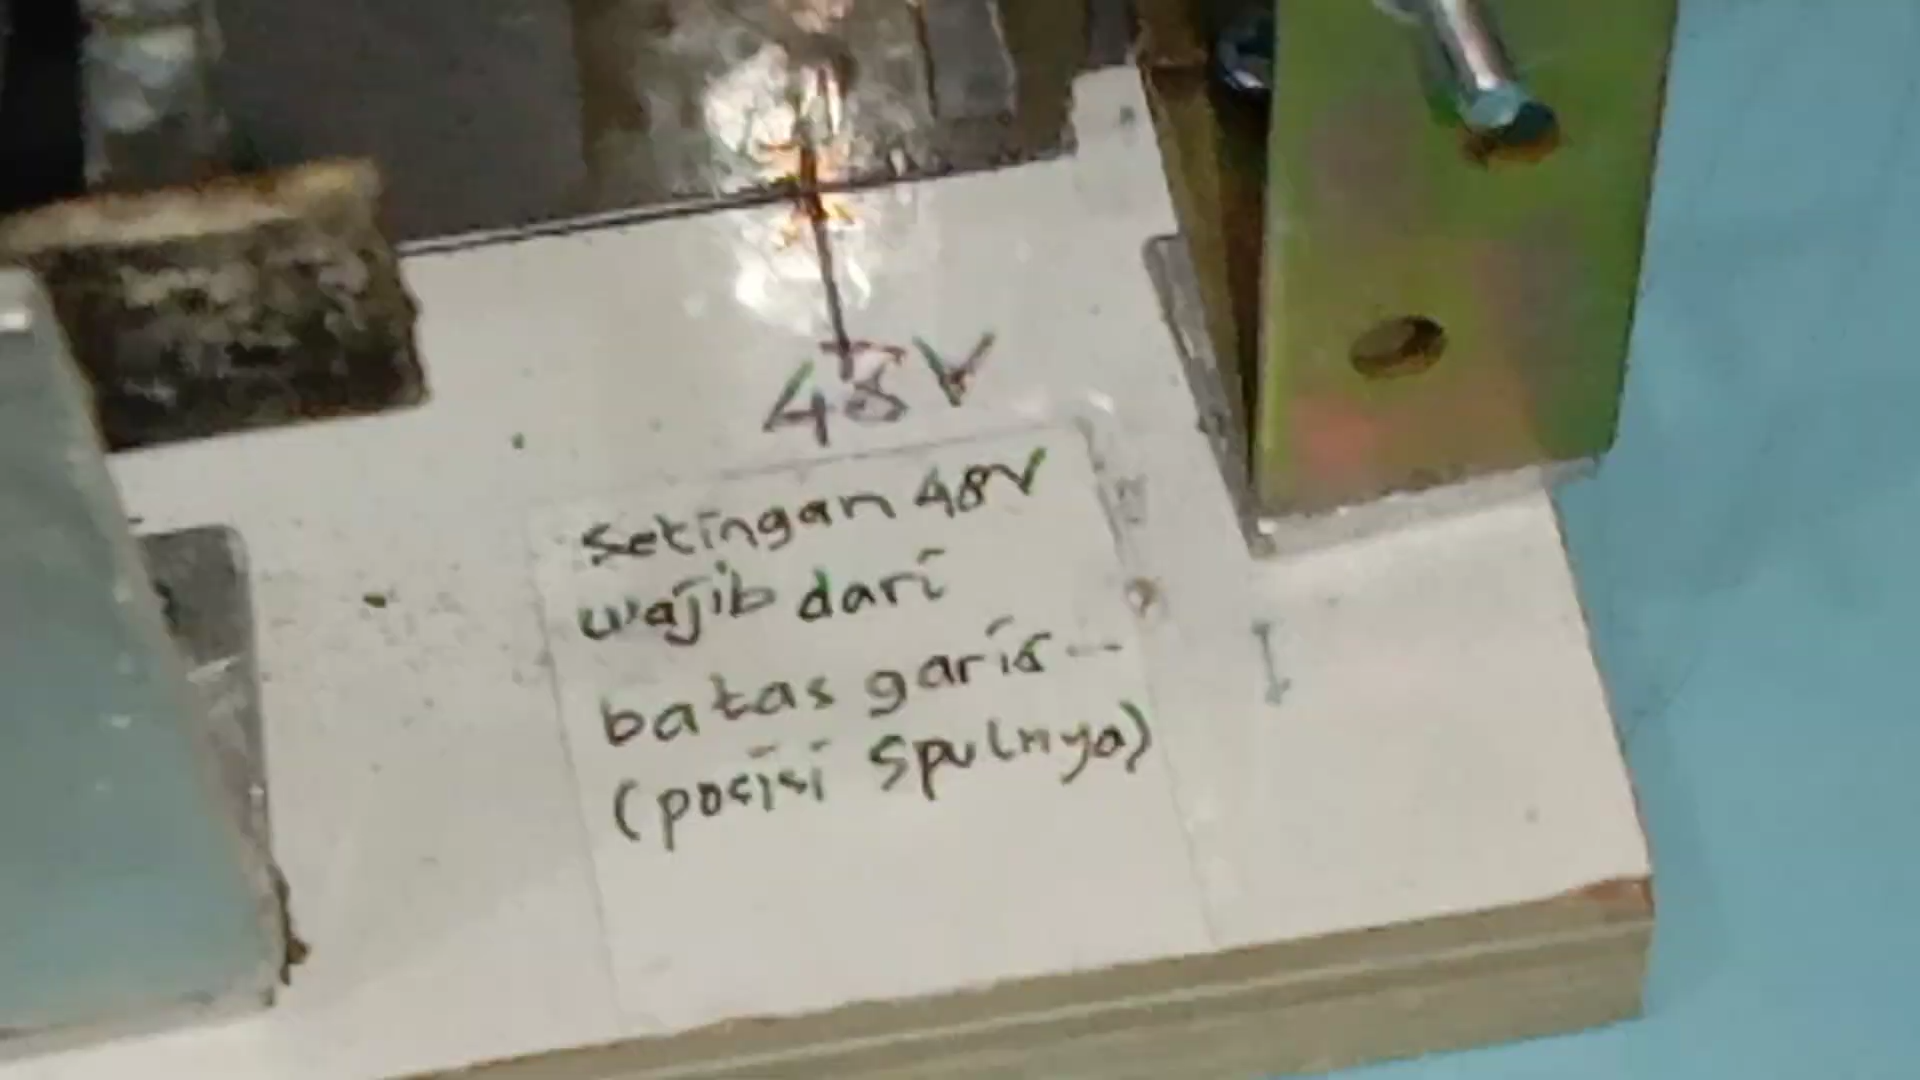 48V
Setingan 48V
wajib dari
batas garis --
(posisi spulnya)